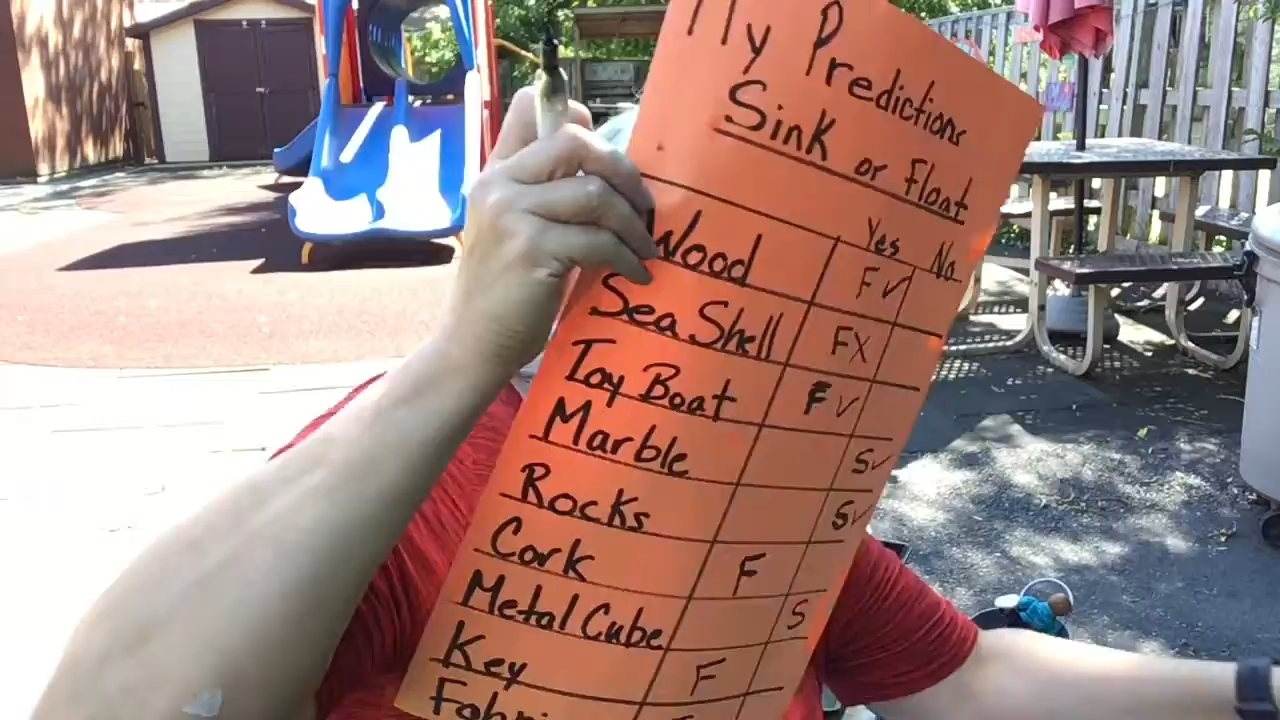 My Predictions
Sink or Float
Yes No
Wood F✓
Sea Shell FX
Toy Boat F✓
Marble S✓
Rocks S✓
Cork F
Metal Cube S
Key F